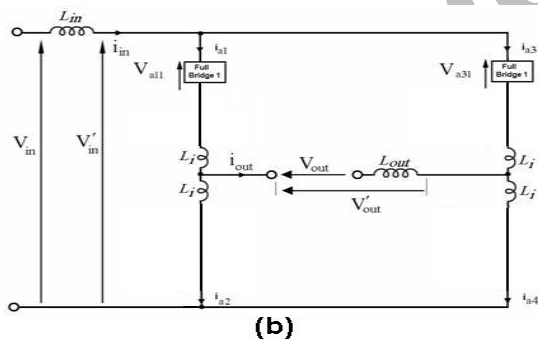 Lin
iin
ia1
ia3
Full
Bridge 1
Va11
Full
Bridge 1
Va31
Vin
V'in
Li
Li
iout
Vout
Lout
V'out
Li
Li
ia2
ia4
(b)